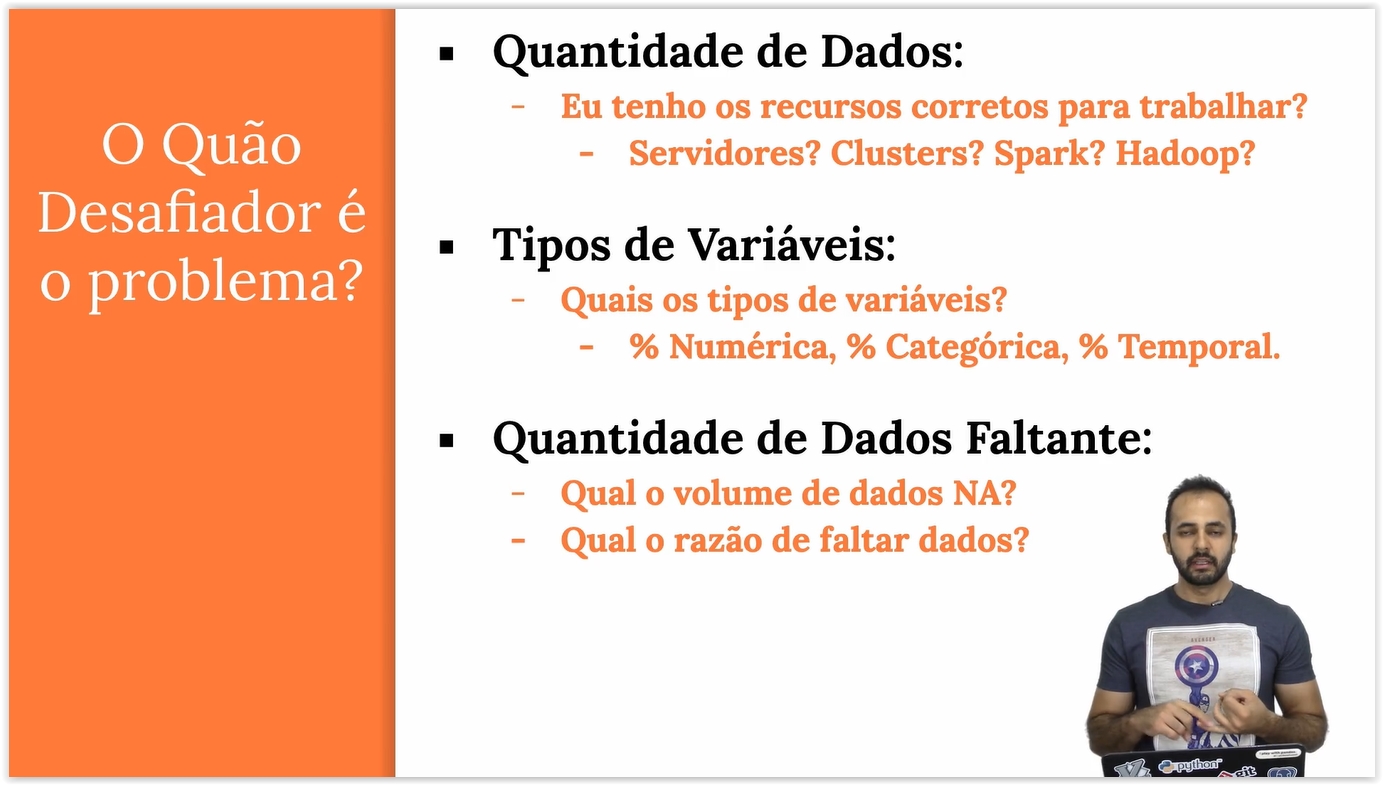 O Quão
Desafiador é
o problema?
▪ Quantidade de Dados:
- Eu tenho os recursos corretos para trabalhar?
- Servidores? Clusters? Spark? Hadoop?
▪ Tipos de Variáveis:
- Quais os tipos de variáveis?
- % Numérica, % Categórica, % Temporal.
▪ Quantidade de Dados Faltante:
- Qual o volume de dados NA?
- Qual o razão de faltar dados?
python
git